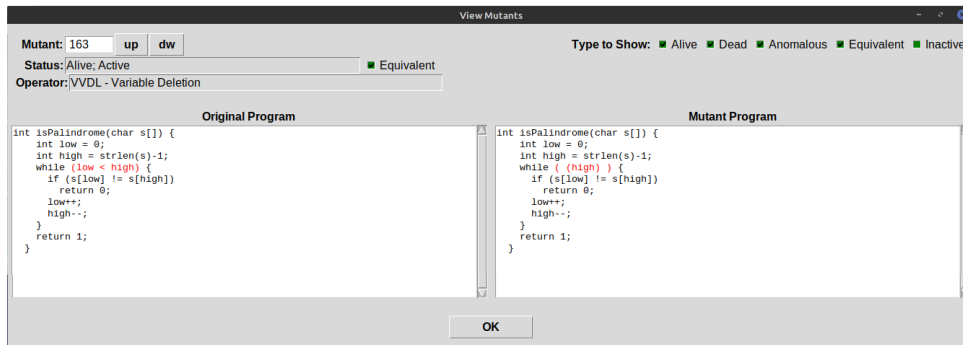 View Mutants
Mutant: 163 up dw Type to Show: Alive Dead Anomalous Equivalent Inactive
Status: Alive; Active Equivalent
Operator: VVDL - Variable Deletion
Original Program
int isPalindrome(char s[]) {
int low = 0;
int high = strlen(s)-1;
while (low < high) {
if (s[low] != s[high])
return 0;
low++;
high--;
}
return 1;
}
Mutant Program
int isPalindrome(char s[]) {
int low = 0;
int high = strlen(s)-1;
while ( (high) ) {
if (s[low] != s[high])
return 0;
low++;
high--;
}
return 1;
}
OK